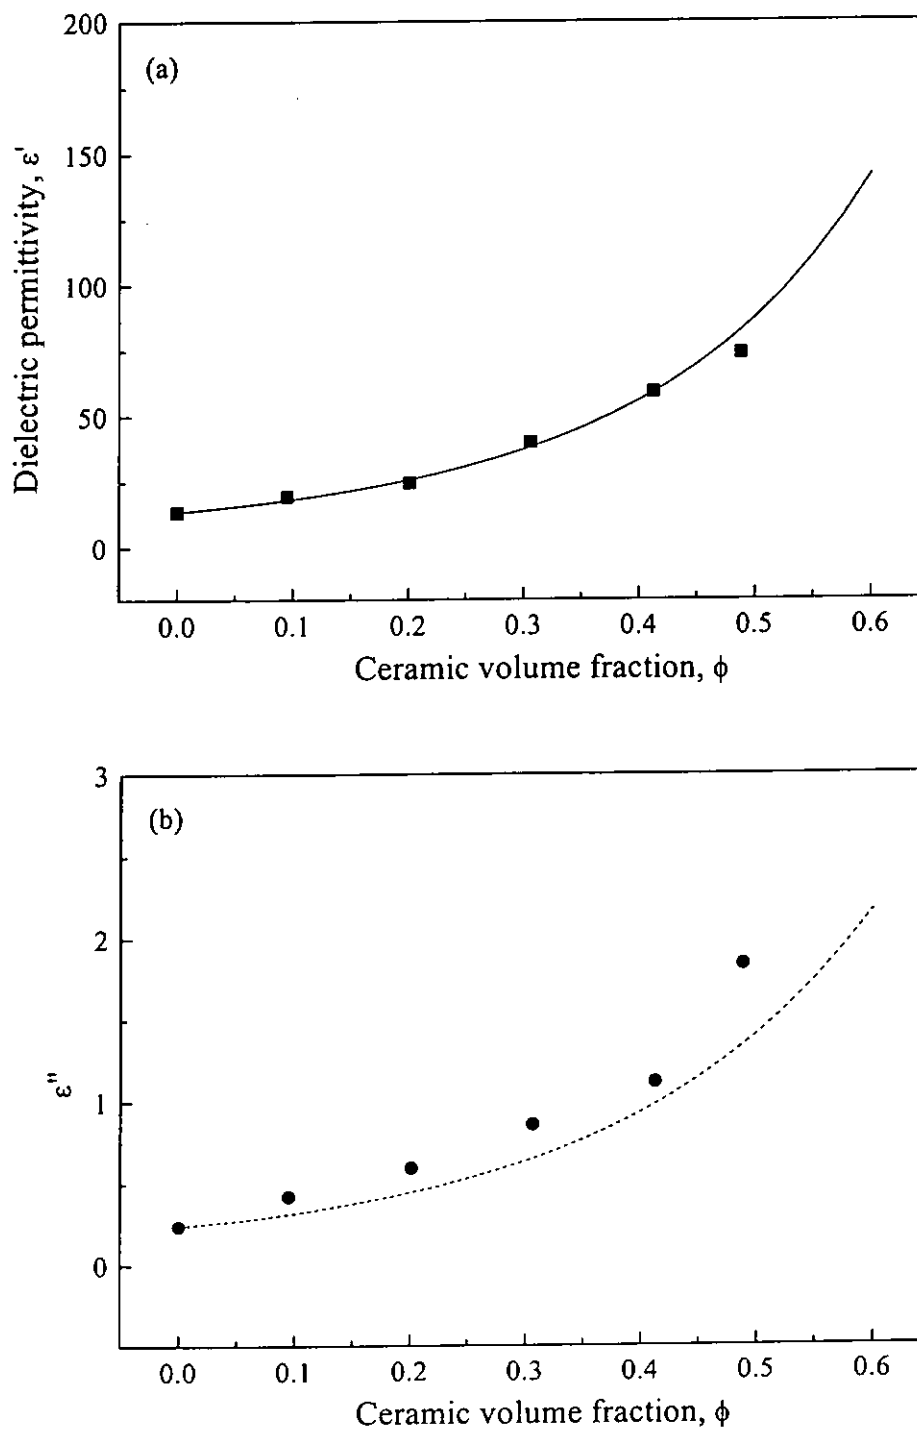 (a)
Dielectric permittivity, ε'
200
150
100
50
0
0.0 0.1 0.2 0.3 0.4 0.5 0.6
Ceramic volume fraction, ϕ
(b)
ε"
3
2
1
0
0.0 0.1 0.2 0.3 0.4 0.5 0.6
Ceramic volume fraction, ϕ